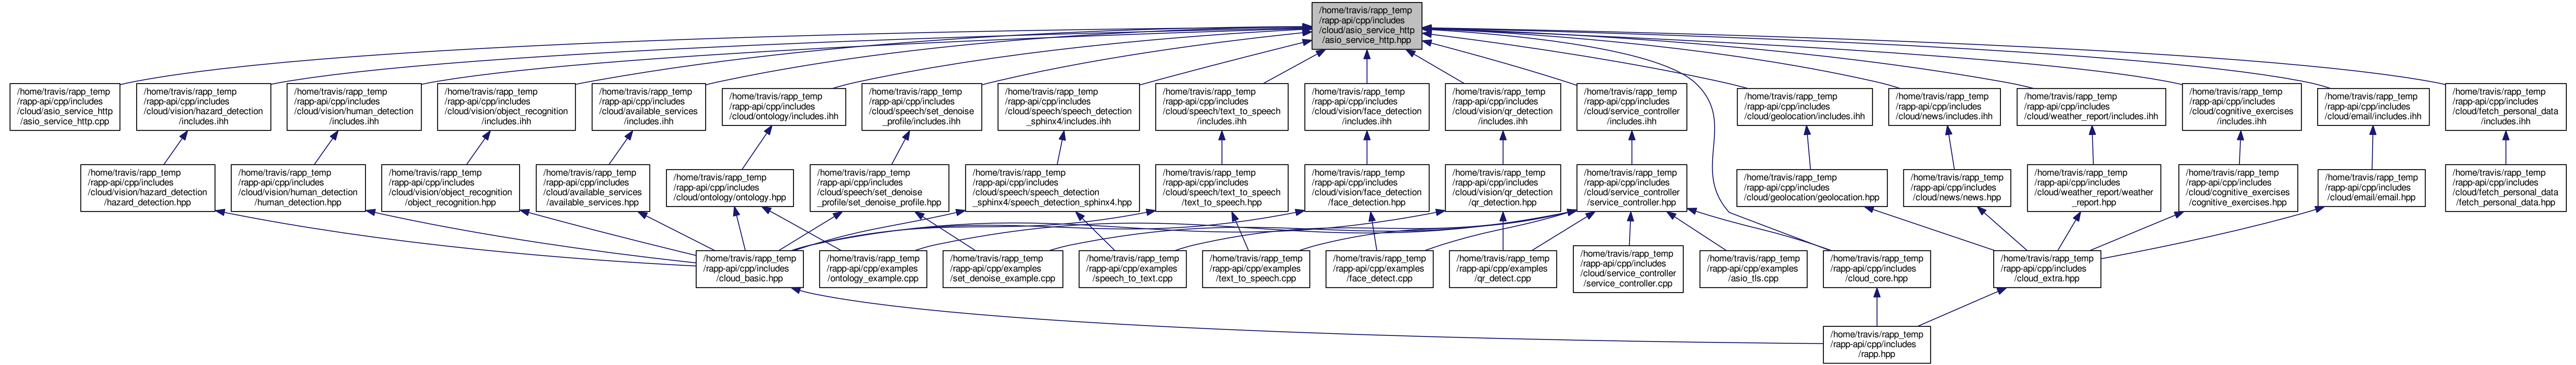 /home/travis/rapp_temp
/rapp-api/cpp/includes
/cloud/asio_service_http
/asio_service_http.hpp
/home/travis/rapp_temp
/rapp-api/cpp/includes
/cloud/asio_service_http
/asio_service_http.cpp
/home/travis/rapp_temp
/rapp-api/cpp/includes
/cloud/vision/hazard_detection
/includes.ihh
/home/travis/rapp_temp
/rapp-api/cpp/includes
/cloud/vision/human_detection
/includes.ihh
/home/travis/rapp_temp
/rapp-api/cpp/includes
/cloud/vision/object_recognition
/includes.ihh
/home/travis/rapp_temp
/rapp-api/cpp/includes
/cloud/available_services
/includes.ihh
/home/travis/rapp_temp
/rapp-api/cpp/includes
/cloud/ontology/includes.ihh
/home/travis/rapp_temp
/rapp-api/cpp/includes
/cloud/speech/set_denoise
_profile/includes.ihh
/home/travis/rapp_temp
/rapp-api/cpp/includes
/cloud/speech/speech_detection
_sphinx4/includes.ihh
/home/travis/rapp_temp
/rapp-api/cpp/includes
/cloud/speech/text_to_speech
/includes.ihh
/home/travis/rapp_temp
/rapp-api/cpp/includes
/cloud/vision/face_detection
/includes.ihh
/home/travis/rapp_temp
/rapp-api/cpp/includes
/cloud/vision/qr_detection
/includes.ihh
/home/travis/rapp_temp
/rapp-api/cpp/includes
/cloud/service_controller
/includes.ihh
/home/travis/rapp_temp
/rapp-api/cpp/includes
/cloud/geolocation/includes.ihh
/home/travis/rapp_temp
/rapp-api/cpp/includes
/cloud/news/includes.ihh
/home/travis/rapp_temp
/rapp-api/cpp/includes
/cloud/weather_report/includes.ihh
/home/travis/rapp_temp
/rapp-api/cpp/includes
/cloud/cognitive_exercises
/includes.ihh
/home/travis/rapp_temp
/rapp-api/cpp/includes
/cloud/email/includes.ihh
/home/travis/rapp_temp
/rapp-api/cpp/includes
/cloud/fetch_personal_data
/includes.ihh
/home/travis/rapp_temp
/rapp-api/cpp/includes
/cloud/vision/hazard_detection
/hazard_detection.hpp
/home/travis/rapp_temp
/rapp-api/cpp/includes
/cloud/vision/human_detection
/human_detection.hpp
/home/travis/rapp_temp
/rapp-api/cpp/includes
/cloud/vision/object_recognition
/object_recognition.hpp
/home/travis/rapp_temp
/rapp-api/cpp/includes
/cloud/available_services
/available_services.hpp
/home/travis/rapp_temp
/rapp-api/cpp/includes
/cloud/ontology/ontology.hpp
/home/travis/rapp_temp
/rapp-api/cpp/includes
/cloud/speech/set_denoise
_profile/set_denoise_profile.hpp
/home/travis/rapp_temp
/rapp-api/cpp/includes
/cloud/speech/speech_detection
_sphinx4/speech_detection_sphinx4.hpp
/home/travis/rapp_temp
/rapp-api/cpp/includes
/cloud/speech/text_to_speech
/text_to_speech.hpp
/home/travis/rapp_temp
/rapp-api/cpp/includes
/cloud/vision/face_detection
/face_detection.hpp
/home/travis/rapp_temp
/rapp-api/cpp/includes
/cloud/vision/qr_detection
/qr_detection.hpp
/home/travis/rapp_temp
/rapp-api/cpp/includes
/cloud/service_controller
/service_controller.hpp
/home/travis/rapp_temp
/rapp-api/cpp/includes
/cloud/geolocation/geolocation.hpp
/home/travis/rapp_temp
/rapp-api/cpp/includes
/cloud/news/news.hpp
/home/travis/rapp_temp
/rapp-api/cpp/includes
/cloud/weather_report/weather
_report.hpp
/home/travis/rapp_temp
/rapp-api/cpp/includes
/cloud/cognitive_exercises
/cognitive_exercises.hpp
/home/travis/rapp_temp
/rapp-api/cpp/includes
/cloud/email/email.hpp
/home/travis/rapp_temp
/rapp-api/cpp/includes
/cloud/fetch_personal_data
/fetch_personal_data.hpp
/home/travis/rapp_temp
/rapp-api/cpp/includes
/cloud_basic.hpp
/home/travis/rapp_temp
/rapp-api/cpp/examples
/ontology_example.cpp
/home/travis/rapp_temp
/rapp-api/cpp/examples
/set_denoise_example.cpp
/home/travis/rapp_temp
/rapp-api/cpp/examples
/speech_to_text.cpp
/home/travis/rapp_temp
/rapp-api/cpp/examples
/text_to_speech.cpp
/home/travis/rapp_temp
/rapp-api/cpp/examples
/face_detect.cpp
/home/travis/rapp_temp
/rapp-api/cpp/examples
/qr_detect.cpp
/home/travis/rapp_temp
/rapp-api/cpp/includes
/cloud/service_controller
/service_controller.cpp
/home/travis/rapp_temp
/rapp-api/cpp/examples
/asio_tls.cpp
/home/travis/rapp_temp
/rapp-api/cpp/includes
/cloud_core.hpp
/home/travis/rapp_temp
/rapp-api/cpp/includes
/cloud_extra.hpp
/home/travis/rapp_temp
/rapp-api/cpp/includes
/rapp.hpp